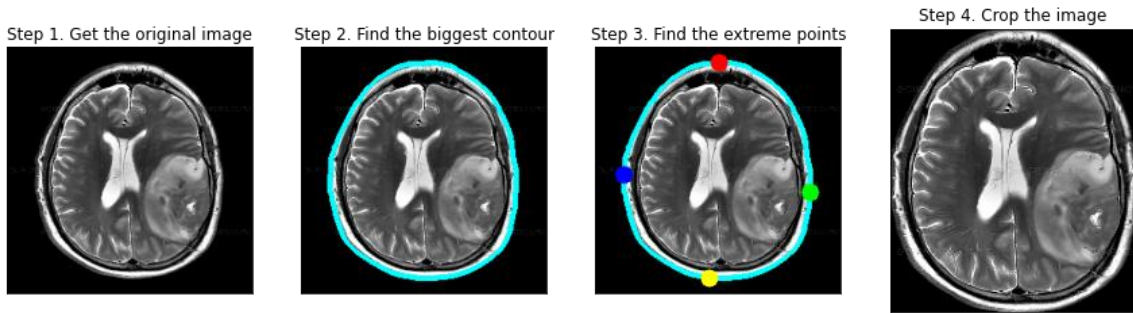 Step 1. Get the original image
Step 2. Find the biggest contour
Step 3. Find the extreme points
Step 4. Crop the image